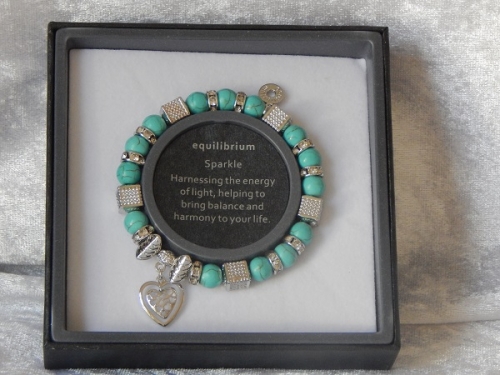 equilibrium
Sparkle
Harnessing the energy
of light, helping to
bring balance and
harmony to your life.